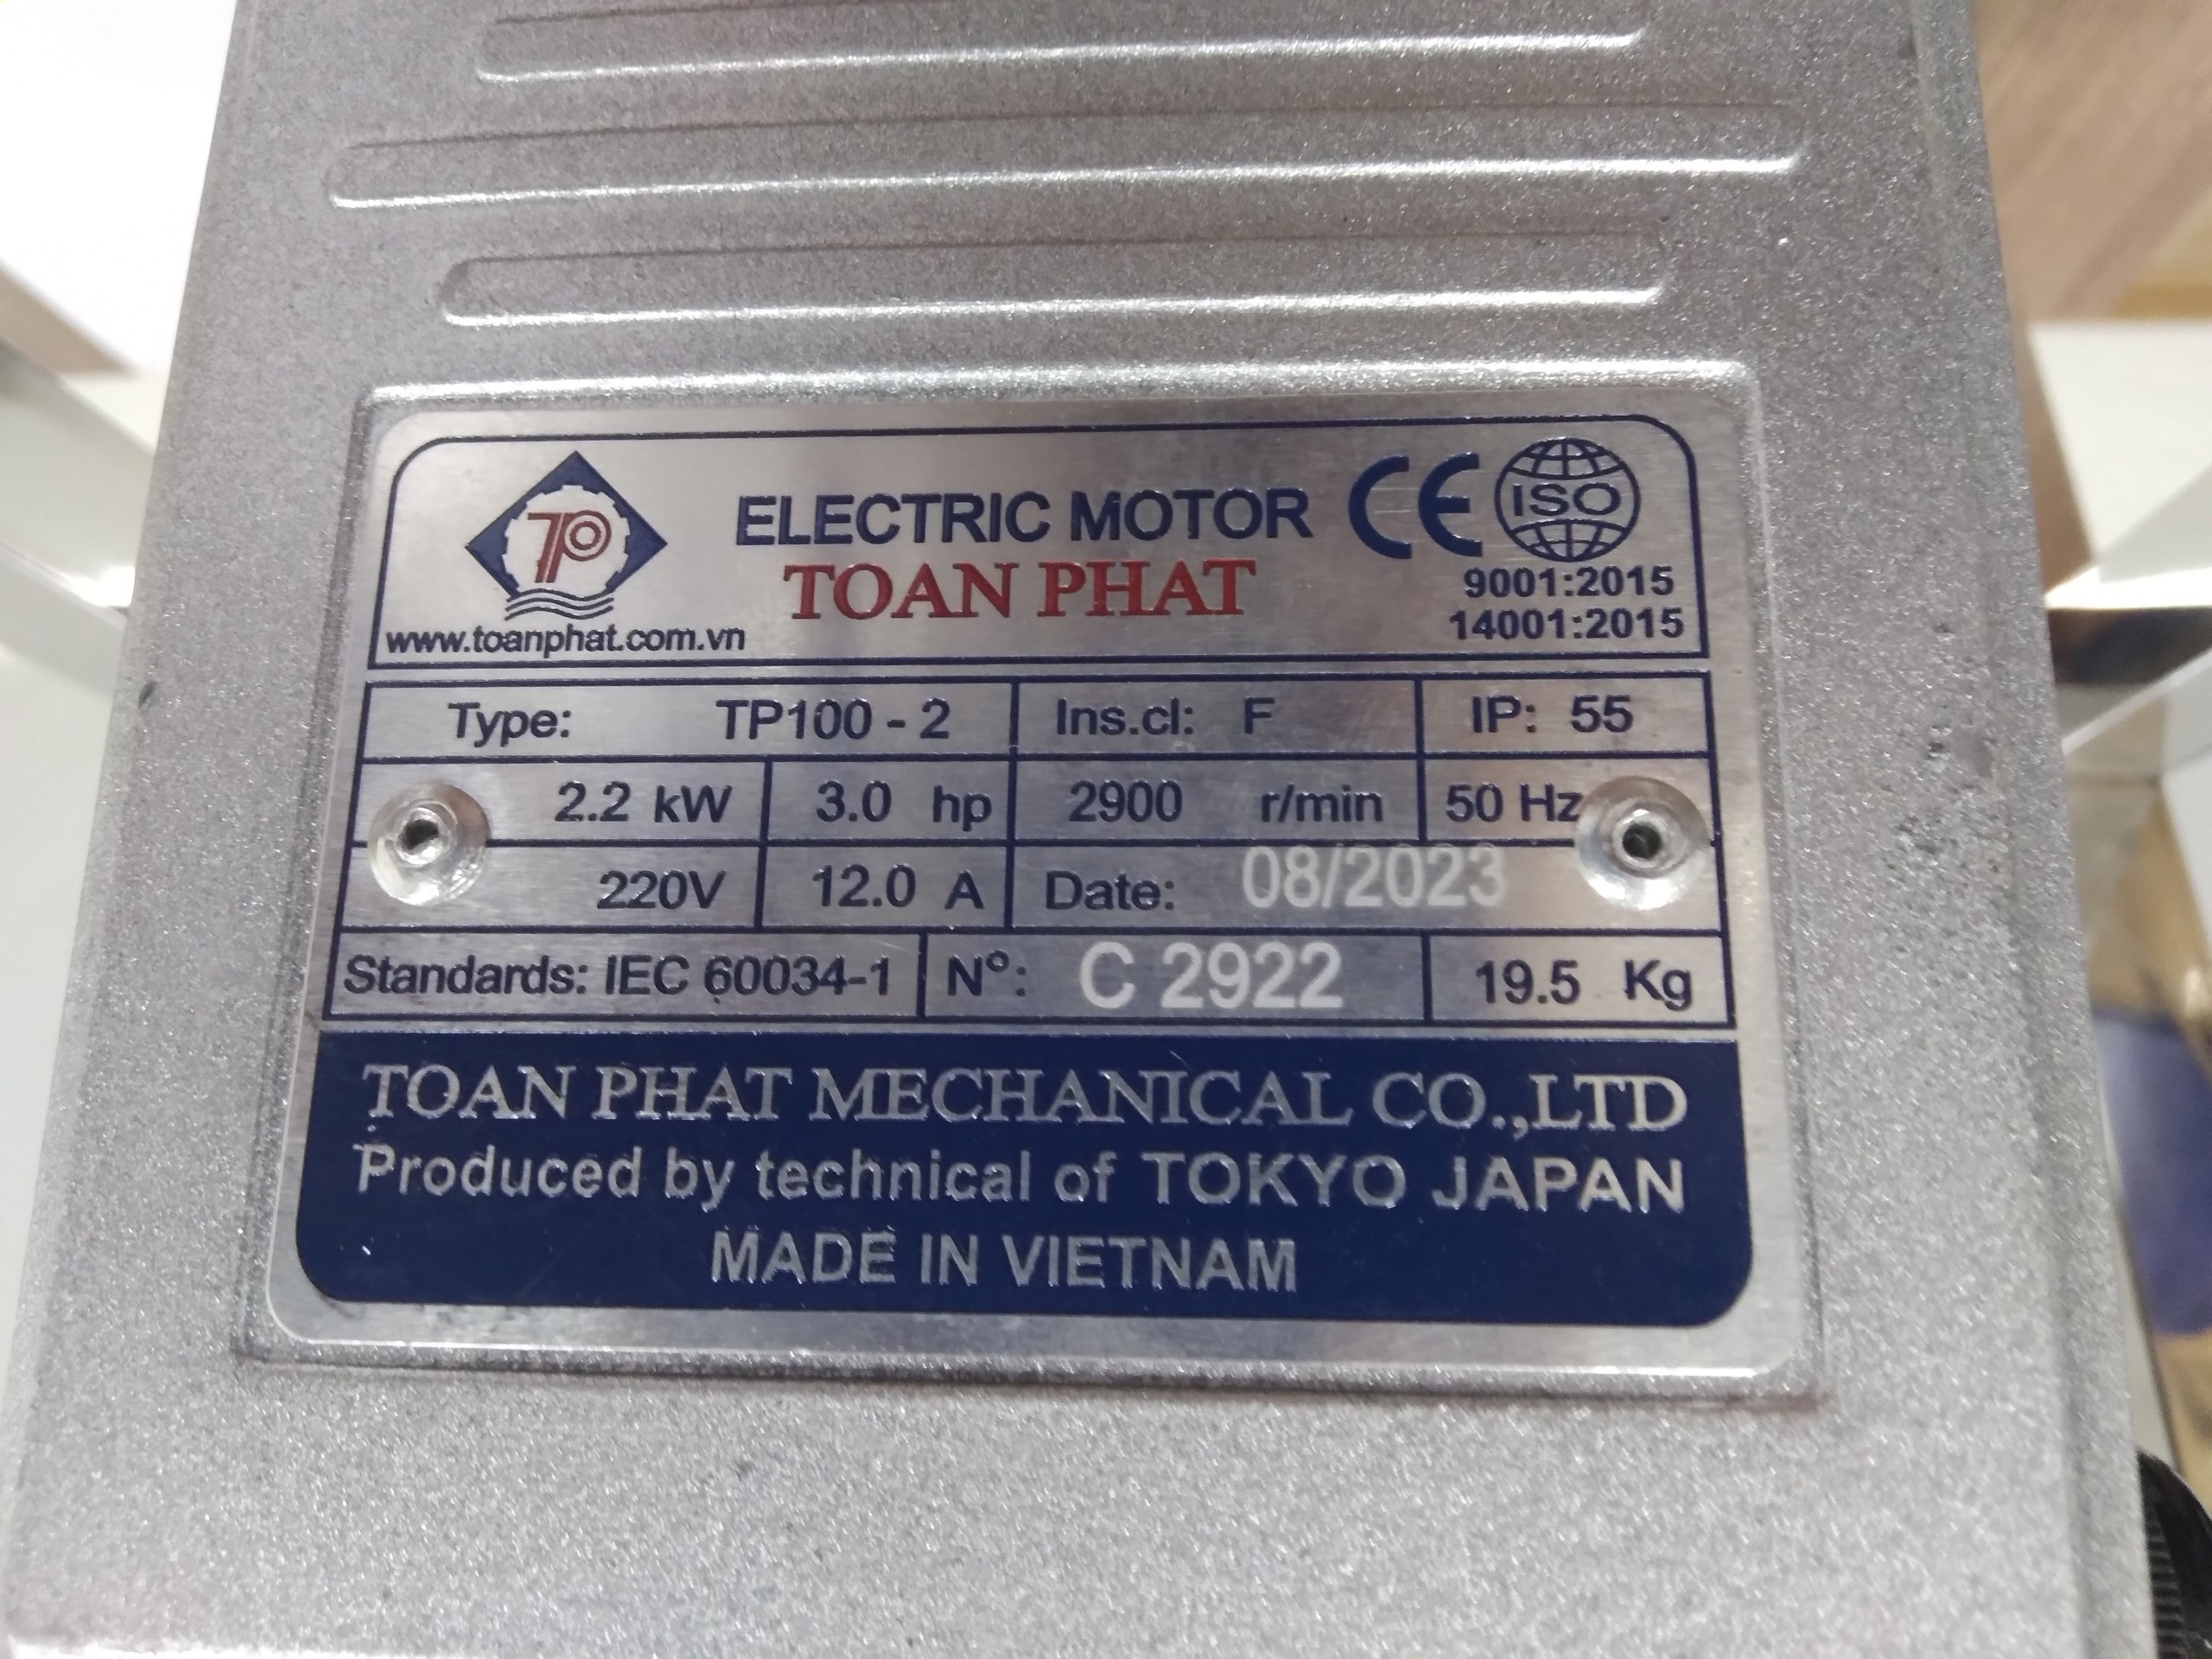 TP
ELECTRIC MOTOR
CE
ISO
TOAN PHAT
9001:2015
14001:2015
www.toanphat.com.vn
Type: TP100 - 2 Ins.cl: F IP: 55
2.2 kW 3.0 hp 2900 r/min 50 Hz
220V 12.0 A Date: 08/2023
Standards: IEC 60034-1 Nº: C 2922 19.5 Kg
TOAN PHAT MECHANICAL CO.,LTD
Produced by technical of TOKYO JAPAN
MADE IN VIETNAM